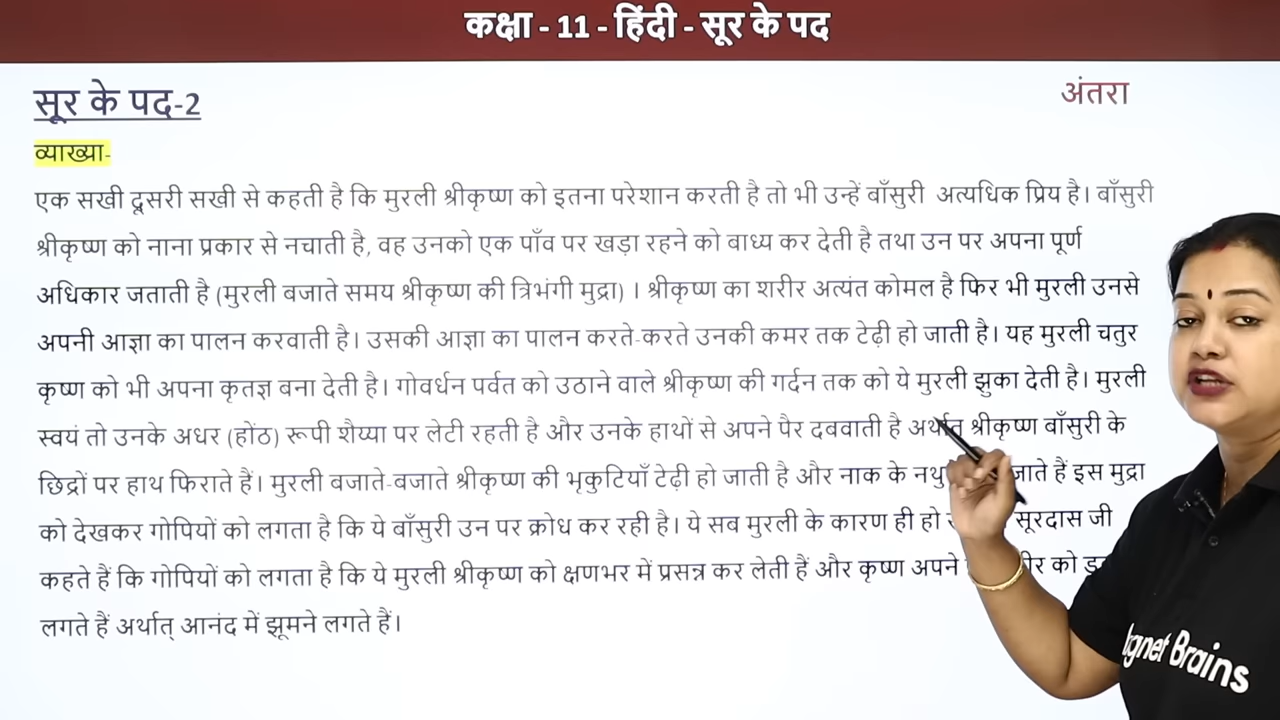 कक्षा - 11 - हिंदी - सूर के पद
सूर के पद-2
अंतरा
व्याख्या-
एक सखी दूसरी सखी से कहती है कि मुरली श्रीकृष्ण को इतना परेशान करती है तो भी उन्हें बाँसुरी अत्यधिक प्रिय है। बाँसुरी
श्रीकृष्ण को नाना प्रकार से नचाती है, वह उनको एक पाँव पर खड़ा रहने को बाध्य कर देती है तथा उन पर अपना पूर्ण
अधिकार जताती है (मुरली बजाते समय श्रीकृष्ण की त्रिभंगी मुद्रा) । श्रीकृष्ण का शरीर अत्यंत कोमल है फिर भी मुरली उनसे
अपनी आज्ञा का पालन करवाती है। उसकी आज्ञा का पालन करते-करते उनकी कमर तक टेढ़ी हो जाती है। यह मुरली चतुर
कृष्ण को भी अपना कृतज्ञ बना देती है। गोवर्धन पर्वत को उठाने वाले श्रीकृष्ण की गर्दन तक को ये मुरली झुका देती है। मुरली
स्वयं तो उनके अधर (होंठ) रूपी शैय्या पर लेटी रहती है और उनके हाथों से अपने पैर दबवाती है अर्थात श्रीकृष्ण बाँसुरी के
छिद्रों पर हाथ फिराते हैं। मुरली बजाते-बजाते श्रीकृष्ण की भृकुटियाँ टेढ़ी हो जाती है और नाक के जाते हैं इस मुद्रा
को देखकर गोपियों को लगता है कि ये बाँसुरी उन पर क्रोध कर रही है। ये सब मुरली के कारण ही हो सूरदास जी
कहते हैं कि गोपियों को लगता है कि ये मुरली श्रीकृष्ण को क्षणभर में प्रसन्न कर लेती हैं और कृष्ण अपने को
लगते हैं अर्थात् आनंद में झूमने लगते हैं।
Brains